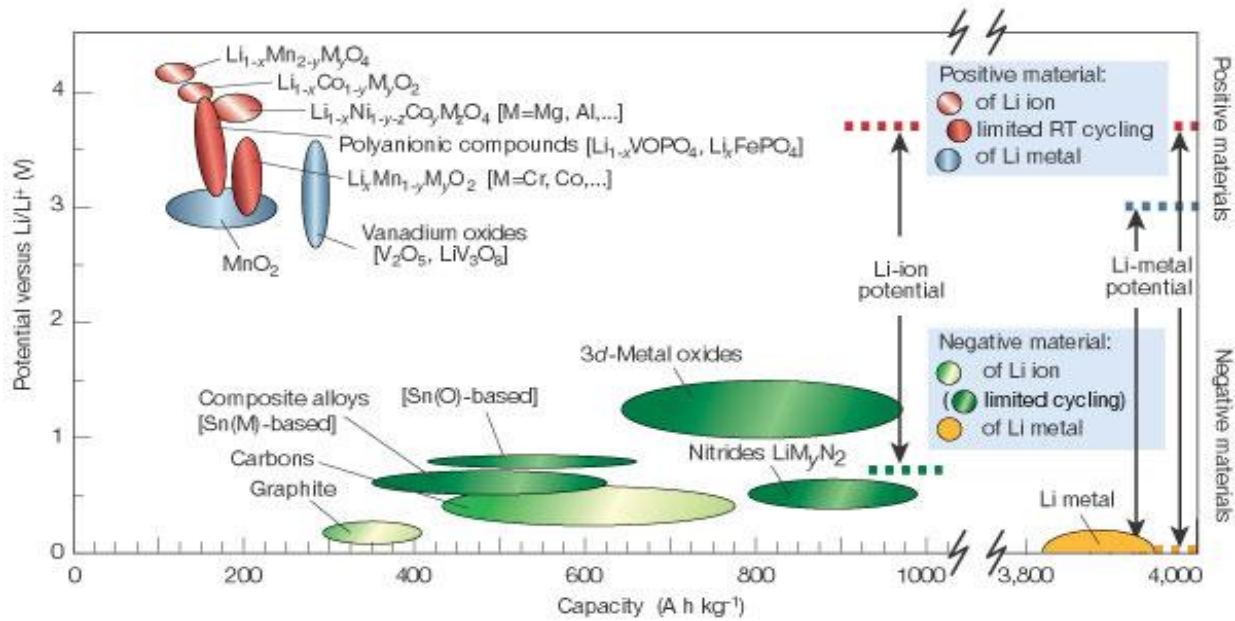 Potential versus Li/Li⁺ (V)
4
3
2
1
0
Li₁₋ₓMn₂₋yMyO₄
Li₁₋ₓCo₁₋yMyO₂
Li₁₋ₓNi₁₋y₋zCoyMzO₄ [M=Mg, Al,...]
Polyanionic compounds [Li₁₋ₓVOPO₄, LiₓFePO₄]
LiₓMn₁₋yMyO₂ [M=Cr, Co,...]
MnO₂
Vanadium oxides
[V₂O₅, LiV₃O₈]
Positive material:
of Li ion
limited RT cycling
of Li metal
Positive materials
Li-ion
potential
Li-metal
potential
Negative material:
of Li ion
( limited cycling)
of Li metal
Negative materials
3d-Metal oxides
[Sn(O)-based]
Composite alloys
[Sn(M)-based]
Carbons
Graphite
Nitrides LiMyN₂
Li metal
0 200 400 600 800 1000 3,800 4,000
Capacity (A h kg⁻¹)